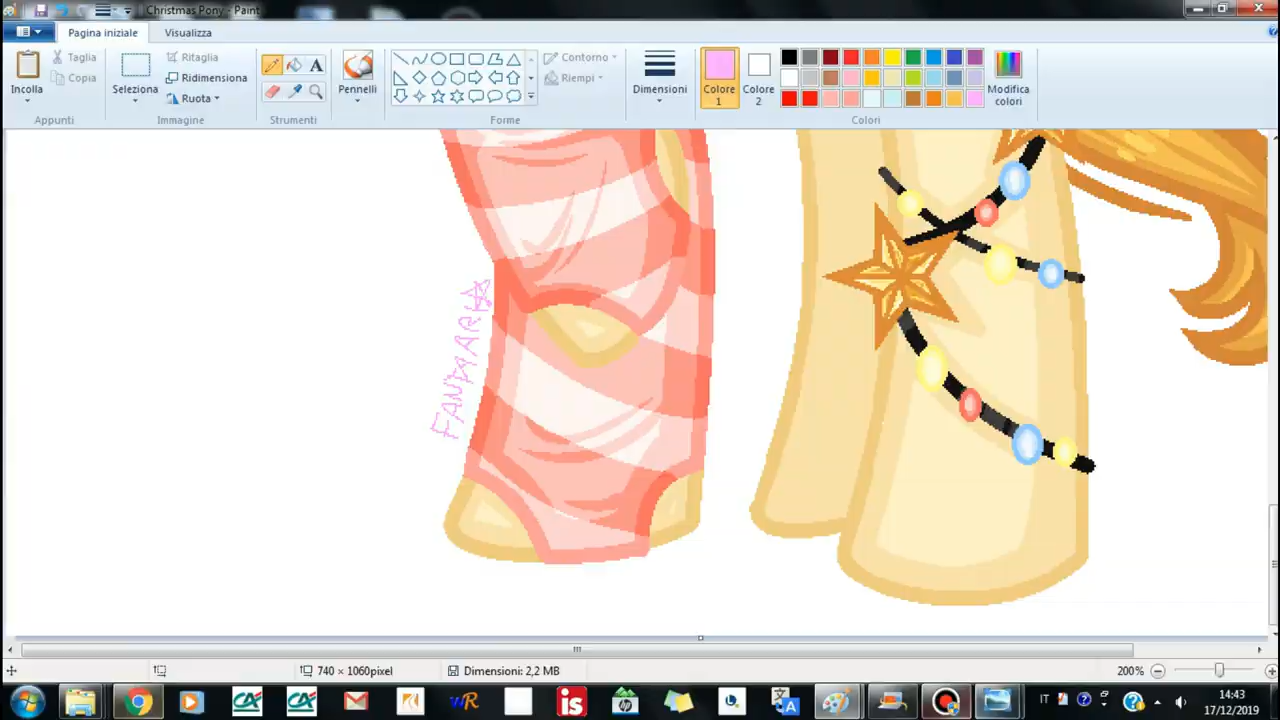 Christmas Pony - Paint
Pagina iniziale Visualizza
Incolla
Taglia
Copia
Appunti
Seleziona
Ritaglia
Ridimensiona
Ruota
Immagine
A
Strumenti
Pennelli
Contorno
Riempi
Forme
Dimensioni
Colore 1
Colore 2
Modifica colori
Colori
740 × 1060pixel
Dimensioni: 2,2 MB
200%
IT
14:43
17/12/2019